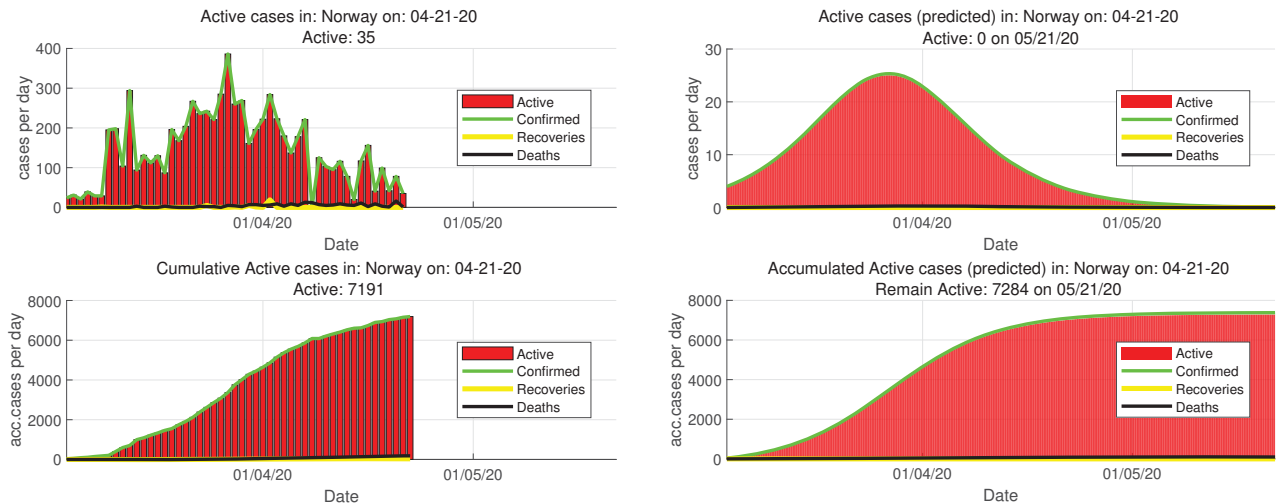 Active cases in: Norway on: 04-21-20
Active: 35
400
300
200
100
0
cases per day
01/04/20
01/05/20
Date
Active
Confirmed
Recoveries
Deaths
Active cases (predicted) in: Norway on: 04-21-20
Active: 0 on 05/21/20
30
20
10
0
cases per day
01/04/20
01/05/20
Date
Active
Confirmed
Recoveries
Deaths
Cumulative Active cases in: Norway on: 04-21-20
Active: 7191
8000
6000
4000
2000
0
acc.cases per day
01/04/20
01/05/20
Date
Active
Confirmed
Recoveries
Deaths
Accumulated Active cases (predicted) in: Norway on: 04-21-20
Remain Active: 7284 on 05/21/20
8000
6000
4000
2000
0
acc.cases per day
01/04/20
01/05/20
Date
Active
Confirmed
Recoveries
Deaths